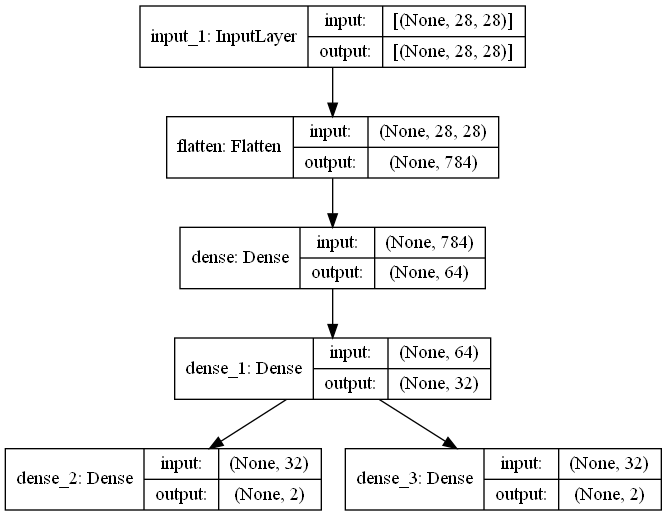 input_1: InputLayer
input: [(None, 28, 28)]
output: [(None, 28, 28)]
flatten: Flatten
input: (None, 28, 28)
output: (None, 784)
dense: Dense
input: (None, 784)
output: (None, 64)
dense_1: Dense
input: (None, 64)
output: (None, 32)
dense_2: Dense
input: (None, 32)
output: (None, 2)
dense_3: Dense
input: (None, 32)
output: (None, 2)